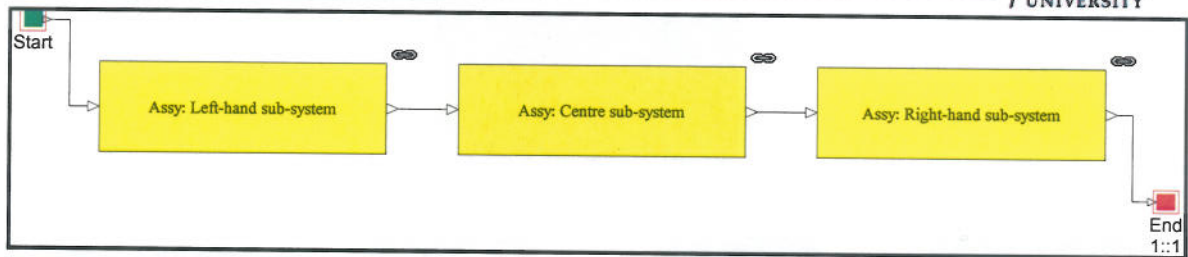 UNIVERSITY
Start
Assy: Left-hand sub-system
Assy: Centre sub-system
Assy: Right-hand sub-system
End
1::1